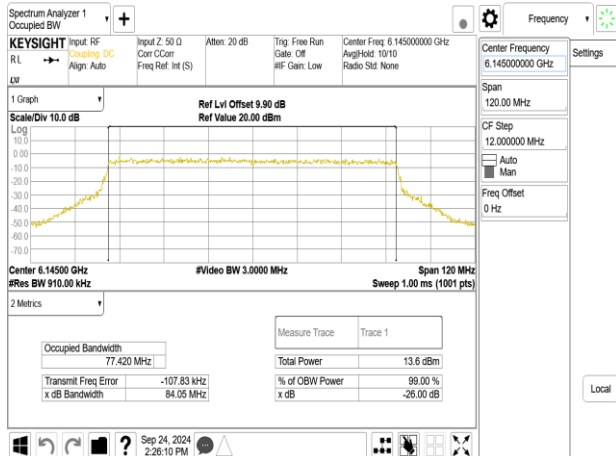 Spectrum Analyzer 1
Occupied BW
+
Frequency
KEYSIGHT
Input: RF
Input Z: 50 Ω
Atten: 20 dB
Trig: Free Run
Center Freq: 6.145000000 GHz
RL
Coupling: DC
Corr CCorr
Gate: Off
Avg|Hold: 10/10
Align: Auto
Freq Ref: Int (S)
#IF Gain: Low
Radio Std: None
LXI
Center Frequency
6.145000000 GHz
Settings
Span
120.00 MHz
CF Step
12.000000 MHz
Auto
Man
Freq Offset
0 Hz
1 Graph
Ref Lvl Offset 9.90 dB
Scale/Div 10.0 dB
Ref Value 20.00 dBm
Log
10.0
0.00
-10.0
-20.0
-30.0
-40.0
-50.0
-60.0
-70.0
Center 6.14500 GHz
#Video BW 3.0000 MHz
Span 120 MHz
#Res BW 910.00 kHz
Sweep 1.00 ms (1001 pts)
2 Metrics
Measure Trace
Trace 1
Occupied Bandwidth
77.420 MHz
Total Power
13.6 dBm
Transmit Freq Error
-107.83 kHz
% of OBW Power
99.00 %
x dB Bandwidth
84.05 MHz
x dB
-26.00 dB
Local
?
Sep 24, 2024
2:26:10 PM